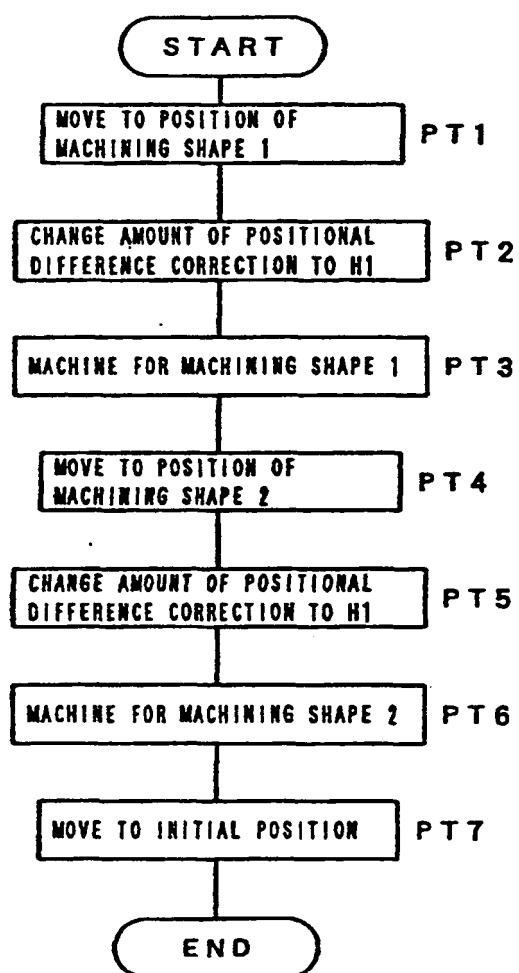 START
MOVE TO POSITION OF
MACHINING SHAPE 1
PT1
CHANGE AMOUNT OF POSITIONAL
DIFFERENCE CORRECTION TO H1
PT2
MACHINE FOR MACHINING SHAPE 1
PT3
MOVE TO POSITION OF
MACHINING SHAPE 2
PT4
CHANGE AMOUNT OF POSITIONAL
DIFFERENCE CORRECTION TO H1
PT5
MACHINE FOR MACHINING SHAPE 2
PT6
MOVE TO INITIAL POSITION
PT7
END